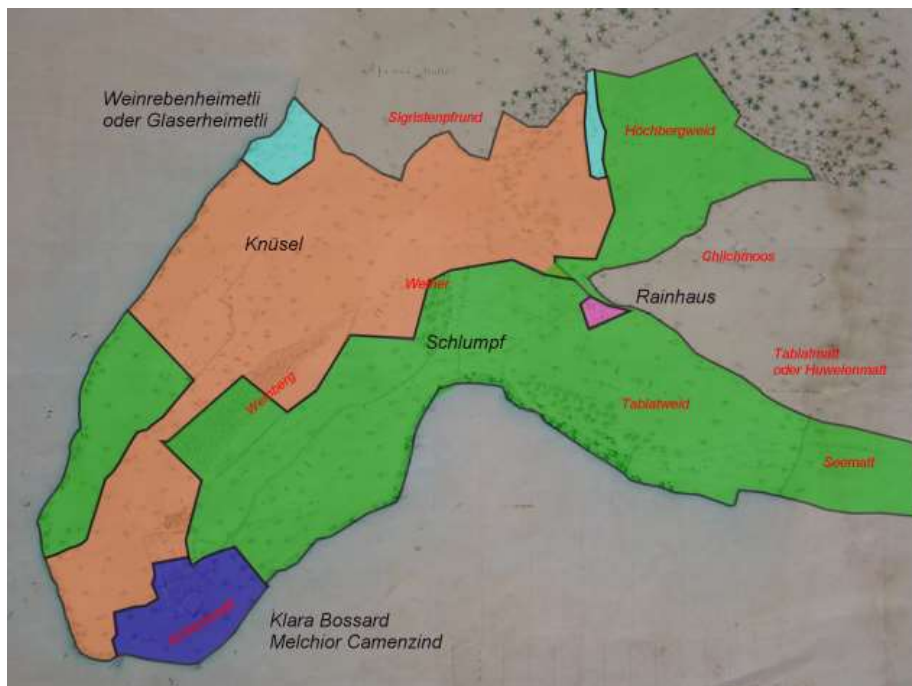 Weinrebenheimetli
oder Glaserheimetli
Sigristenpfrund
Höchbergweid
Knüsel
Weiher
Rainhaus
Schlumpf
Tablatmatt
oder Huwelenmatt
Weinberg
Tablatweid
Seematt
Klara Bossard
Melchior Camenzind